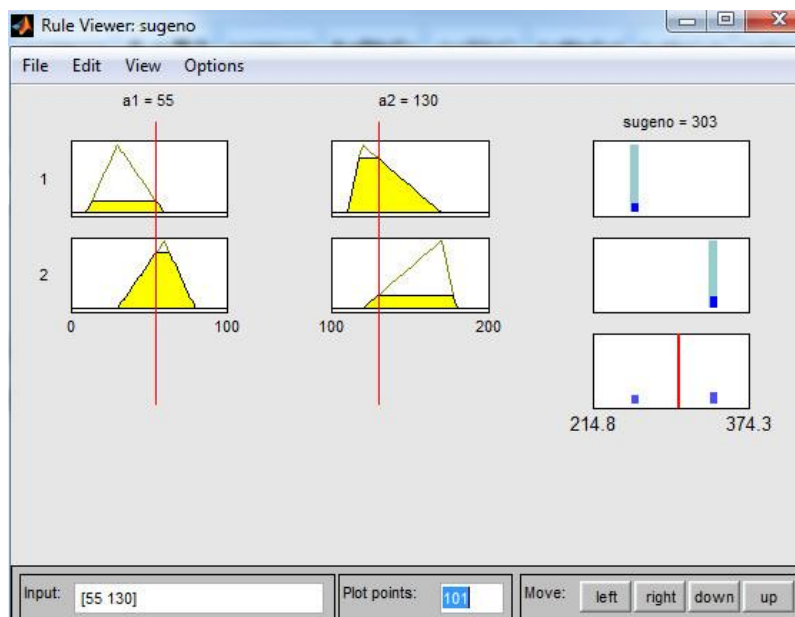 Rule Viewer: sugeno
File Edit View Options
a1 = 55 a2 = 130
sugeno = 303
1
2
0 100 100 200
214.8 374.3
Input: [55 130] Plot points: 101 Move: left right down up